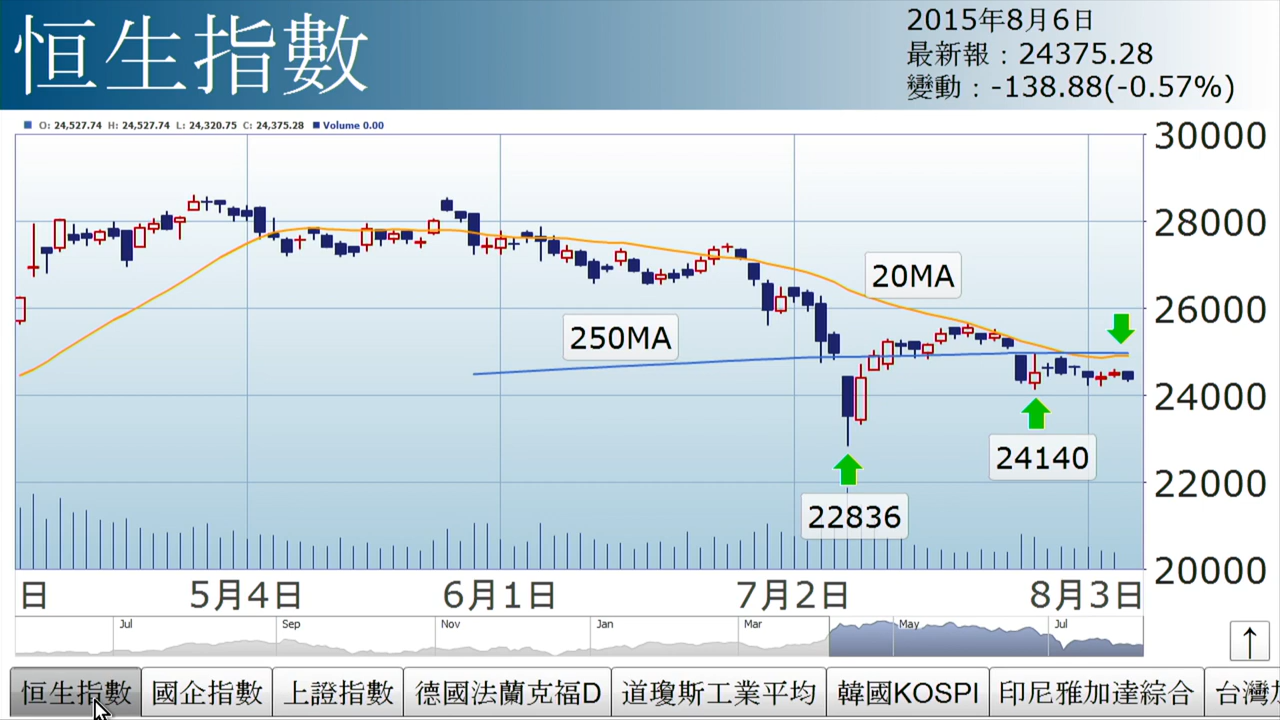 恒生指數
2015年8月6日
最新報：24375.28
變動：-138.88(-0.57%)
O: 24,527.74 H: 24,527.74 L: 24,320.75 C: 24,375.28 Volume 0.00
30000
28000
26000
24000
22000
20000
20MA
250MA
24140
22836
日 5月4日 6月1日 7月2日 8月3日
Jul Sep Nov Jan Mar May Jul
↑
恒生指數 國企指數 上證指數 德國法蘭克福D 道瓊斯工業平均 韓國KOSPI 印尼雅加達綜合 台灣